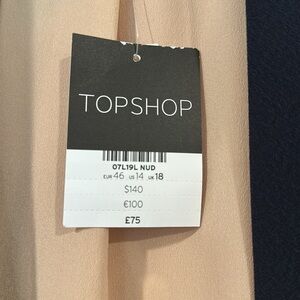 TOPSHOP
07L19L NUD
EUR 46 US 14 UK 18
$140
€100
£75